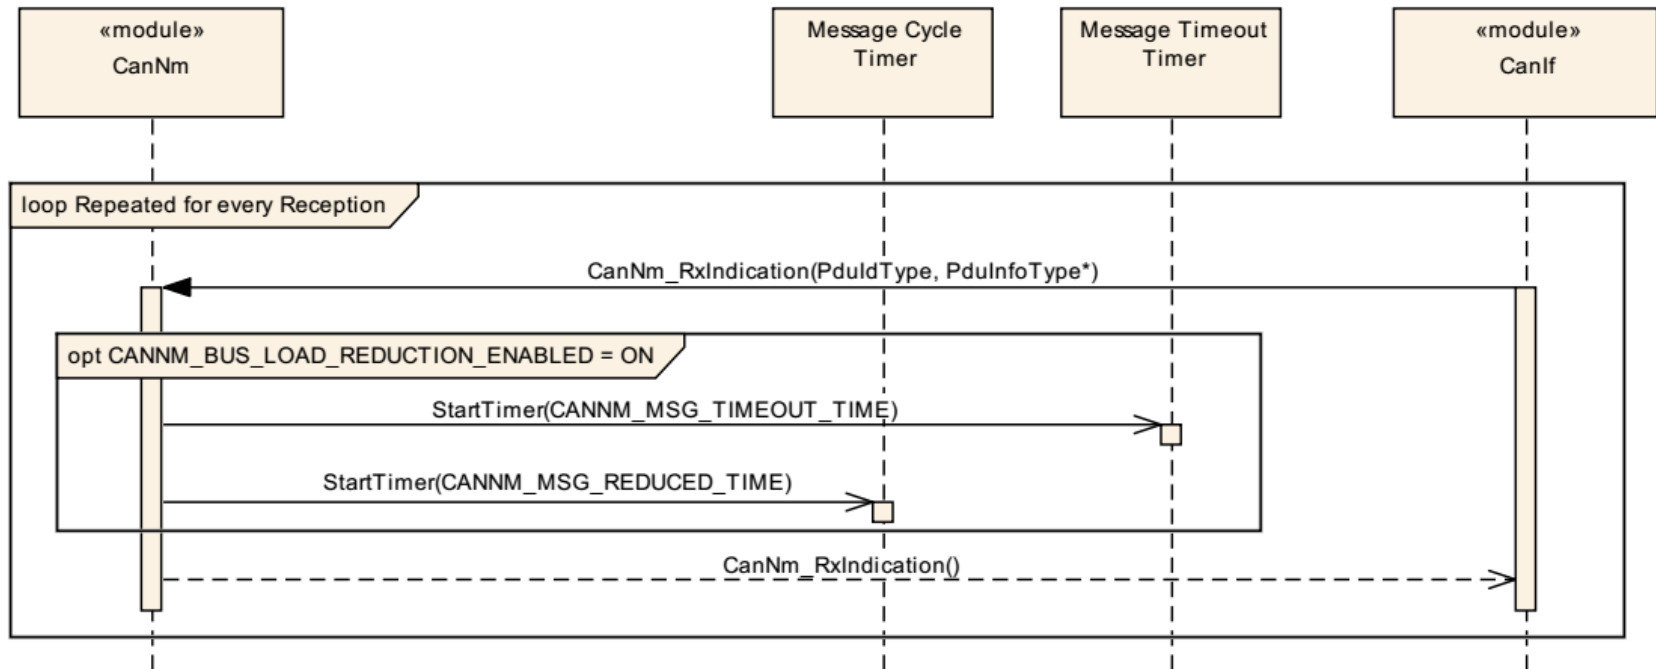 «module»
CanNm
Message Cycle
Timer
Message Timeout
Timer
«module»
CanIf
loop Repeated for every Reception
CanNm_RxIndication(PduIdType, PduInfoType*)
opt CANNM_BUS_LOAD_REDUCTION_ENABLED = ON
StartTimer(CANNM_MSG_TIMEOUT_TIME)
StartTimer(CANNM_MSG_REDUCED_TIME)
CanNm_RxIndication()